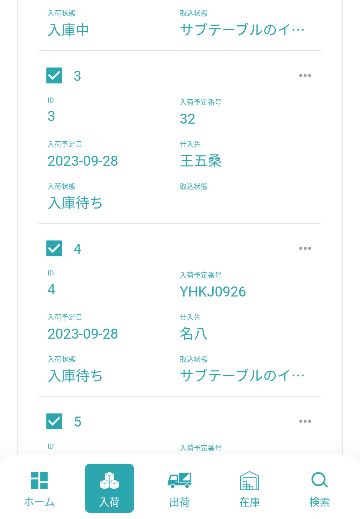 入荷状態 取込状態
入庫中 サブテーブルのイ…
3
ID 入荷予定番号
3 32
入荷予定日 仕入先
2023-09-28 王五桑
入荷状態 取込状態
入庫待ち
4
ID 入荷予定番号
4 YHKJ0926
入荷予定日 仕入先
2023-09-28 名八
入荷状態 取込状態
入庫待ち サブテーブルのイ…
5
ID 入荷予定番号
ホーム 入荷 出荷 在庫 検索